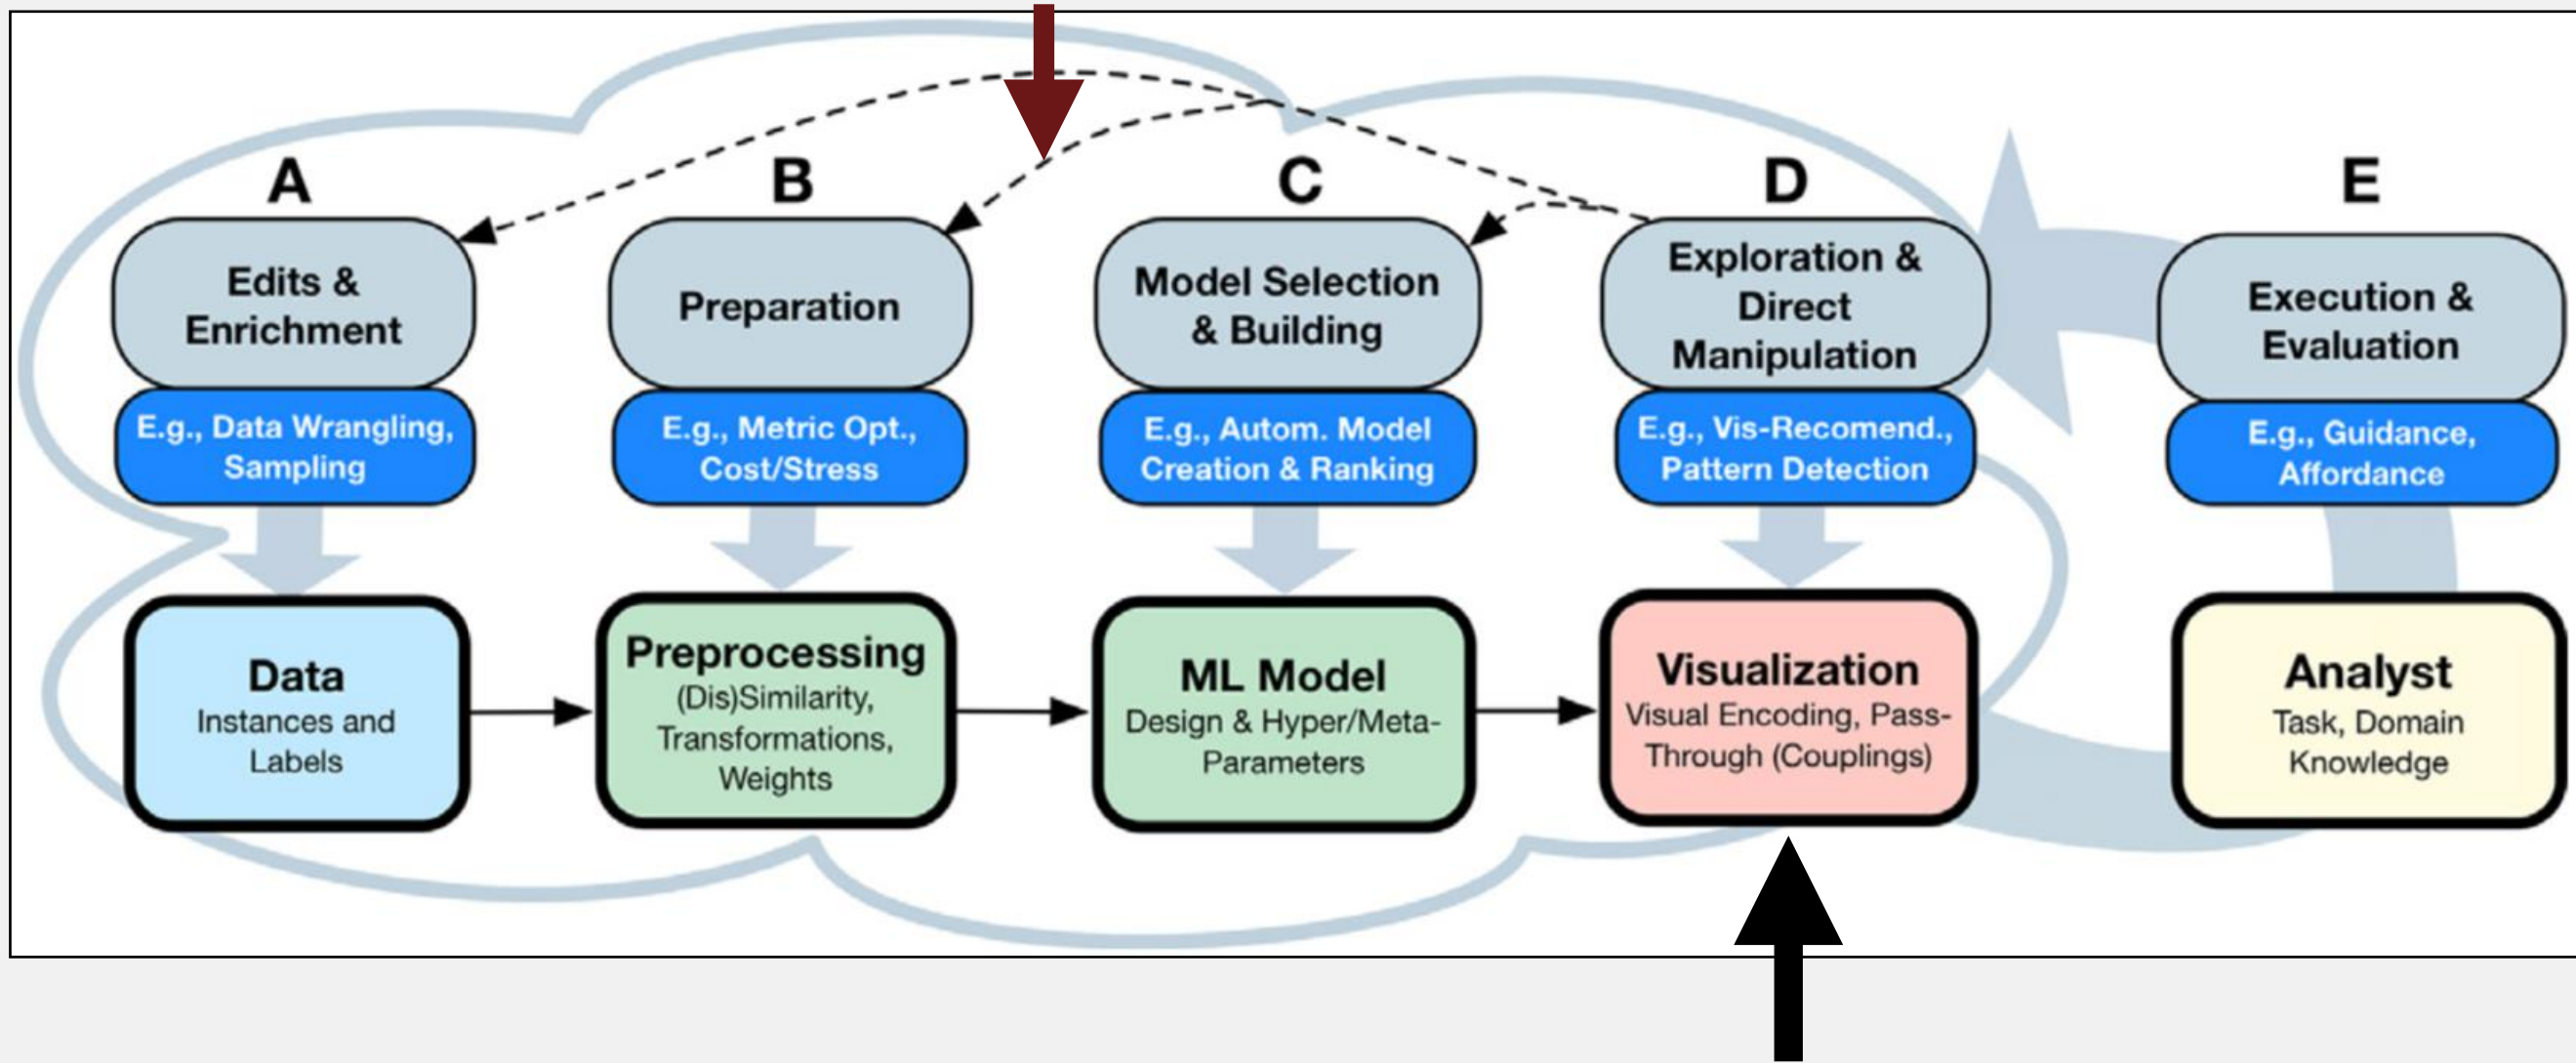 A
B
C
D
E
Edits &
Enrichment
E.g., Data Wrangling,
Sampling
Preparation
E.g., Metric Opt.,
Cost/Stress
Model Selection
& Building
E.g., Autom. Model
Creation & Ranking
Exploration &
Direct
Manipulation
E.g., Vis-Recomend.,
Pattern Detection
Execution &
Evaluation
E.g., Guidance,
Affordance
Data
Instances and
Labels
Preprocessing
(Dis)Similarity,
Transformations,
Weights
ML Model
Design & Hyper/Meta-
Parameters
Visualization
Visual Encoding, Pass-
Through (Couplings)
Analyst
Task, Domain
Knowledge